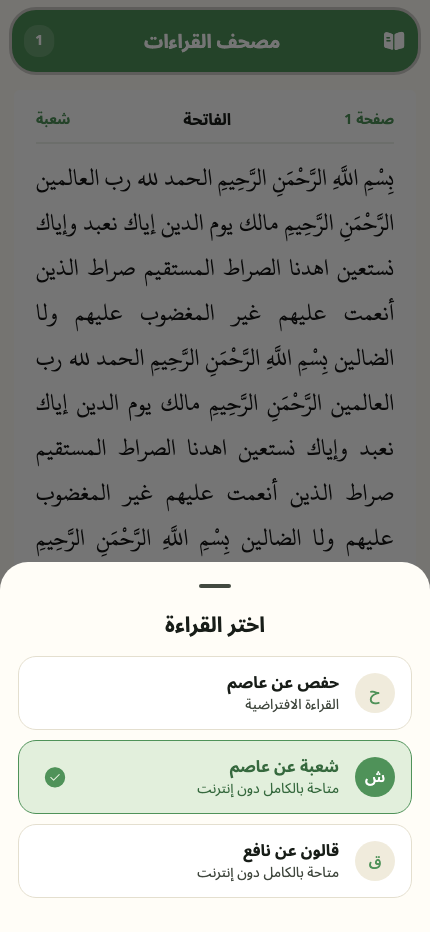 مصحف القراءات
1
صفحة 1
الفاتحة
شعبة
بِسْمِ اللَّهِ الرَّحْمَنِ الرَّحِيمِ الحمد لله رب العالمين
الرَّحْمَنِ الرَّحِيمِ مالك يوم الدين إياك نعبد وإياك
نستعين اهدنا الصراط المستقيم صراط الذين
أنعمت عليهم غير المغضوب عليهم ولا
الضالين بِسْمِ اللَّهِ الرَّحْمَنِ الرَّحِيمِ الحمد لله رب
العالمين الرَّحْمَنِ الرَّحِيمِ مالك يوم الدين إياك
نعبد وإياك نستعين اهدنا الصراط المستقيم
صراط الذين أنعمت عليهم غير المغضوب
عليهم ولا الضالين بِسْمِ اللَّهِ الرَّحْمَنِ الرَّحِيمِ
اختر القراءة
ح
حفص عن عاصم
القراءة الافتراضية
ش
شعبة عن عاصم
متاحة بالكامل دون إنترنت
ق
قالون عن نافع
متاحة بالكامل دون إنترنت